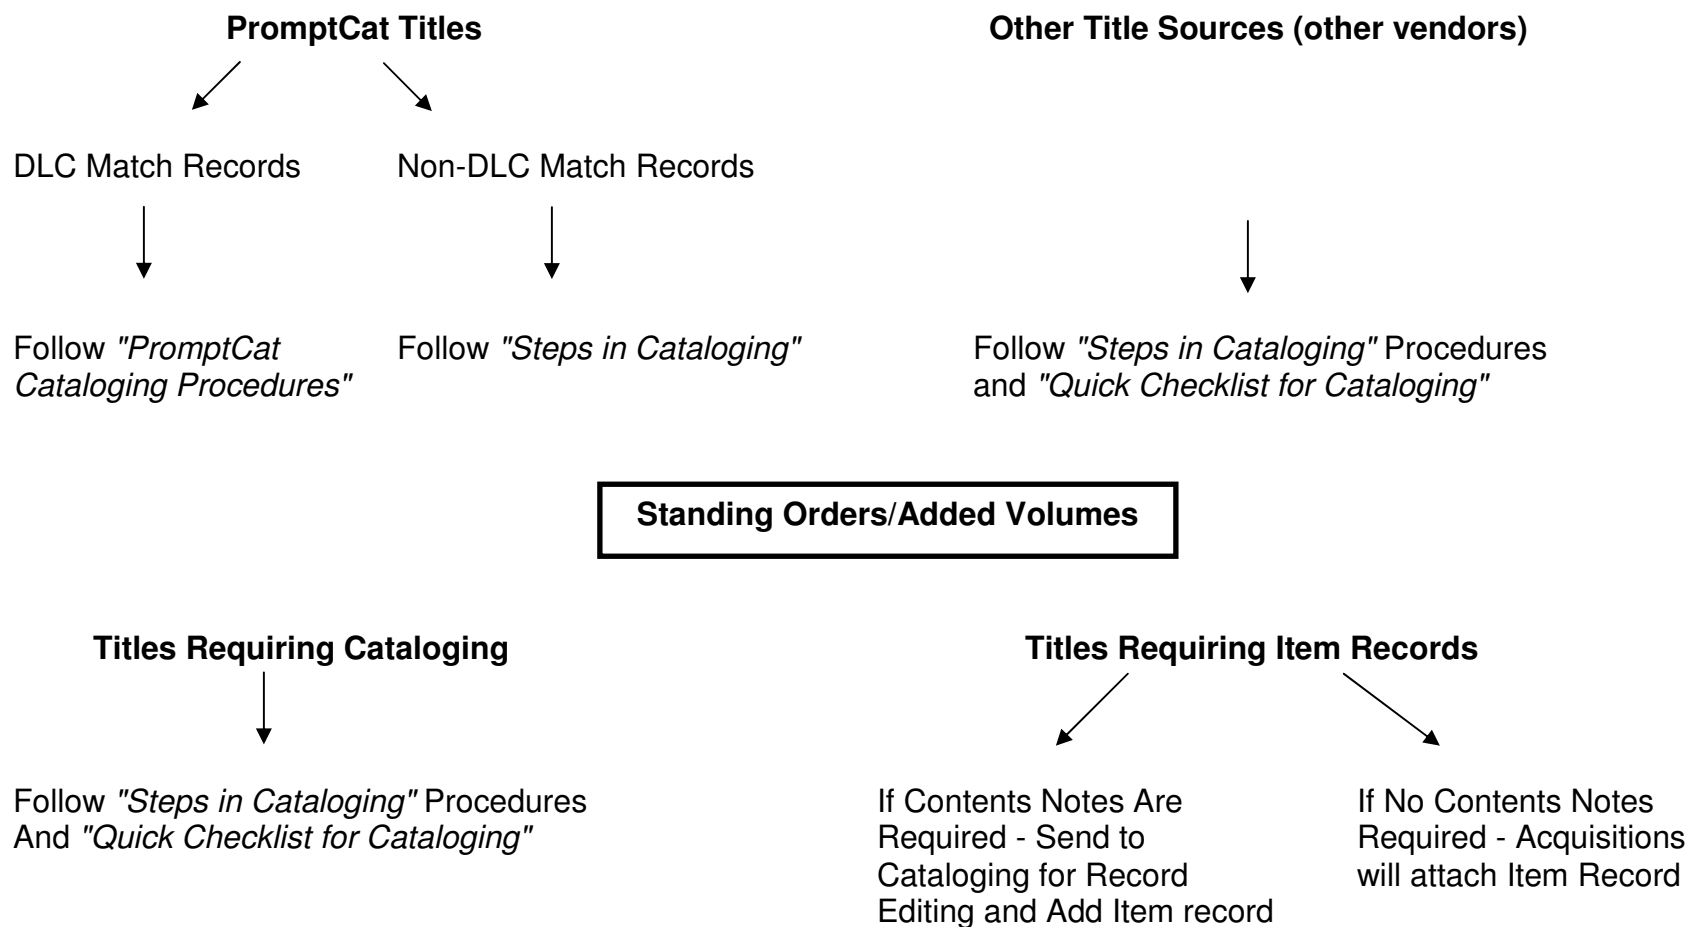 PromptCat Titles
Other Title Sources (other vendors)
DLC Match Records
Non-DLC Match Records
Follow "PromptCat
Cataloging Procedures"
Follow "Steps in Cataloging"
Follow "Steps in Cataloging" Procedures
and "Quick Checklist for Cataloging"
Standing Orders/Added Volumes
Titles Requiring Cataloging
Titles Requiring Item Records
Follow "Steps in Cataloging" Procedures
And "Quick Checklist for Cataloging"
If Contents Notes Are
Required - Send to
Cataloging for Record
Editing and Add Item record
If No Contents Notes
Required - Acquisitions
will attach Item Record